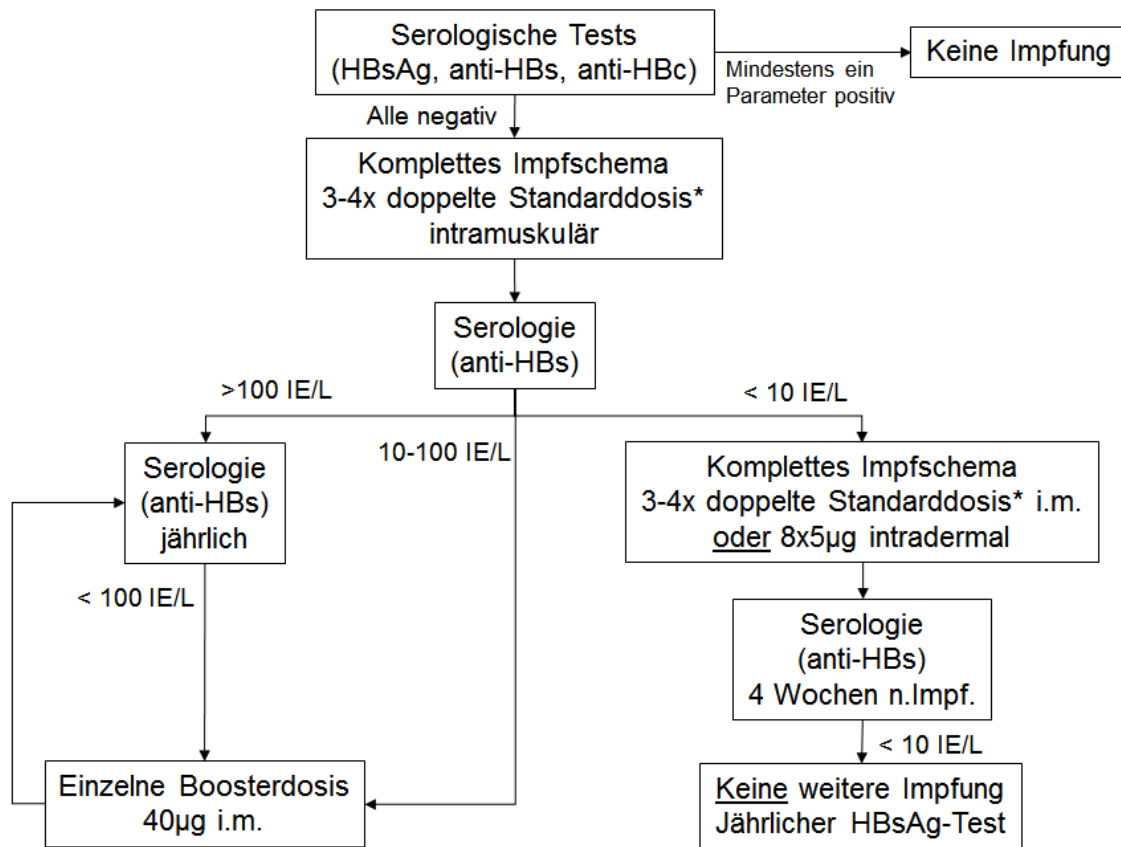 Serologische Tests
(HBsAg, anti-HBs, anti-HBc)
Keine Impfung
Mindestens ein
Parameter positiv
Alle negativ
Komplettes Impfschema
3-4x doppelte Standarddosis*
intramuskulär
Serologie
(anti-HBs)
>100 IE/L
10-100 IE/L
< 10 IE/L
Serologie
(anti-HBs)
jährlich
Komplettes Impfschema
3-4x doppelte Standarddosis* i.m.
oder 8x5µg intradermal
< 100 IE/L
Serologie
(anti-HBs)
4 Wochen n.Impf.
< 10 IE/L
Einzelne Boosterdosis
40µg i.m.
Keine weitere Impfung
Jährlicher HBsAg-Test